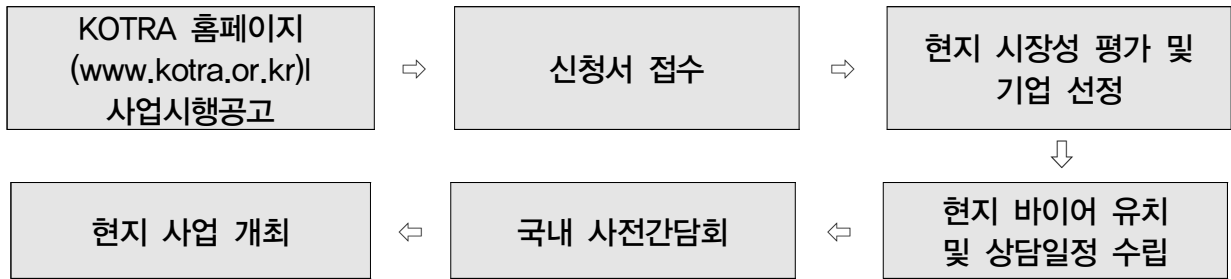 KOTRA 홈페이지
(www.kotra.or.kr)l
사업시행공고
⇨
신청서 접수
⇨
현지 시장성 평가 및
기업 선정
⇩
현지 바이어 유치
및 상담일정 수립
⇦
국내 사전간담회
⇦
현지 사업 개최